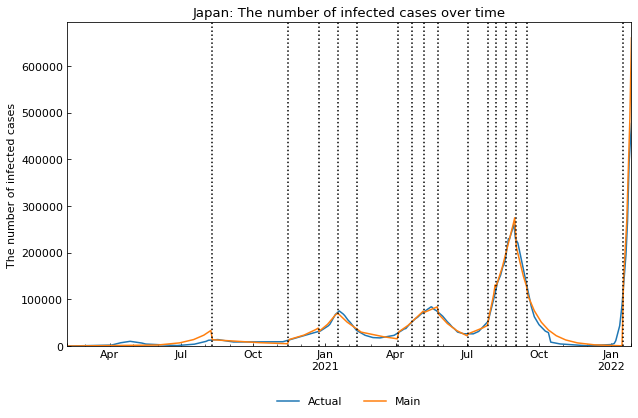 Japan: The number of infected cases over time
The number of infected cases
600000
500000
400000
300000
200000
100000
0
Apr Jul Oct Jan Apr Jul Oct Jan
2021 2022
Actual Main